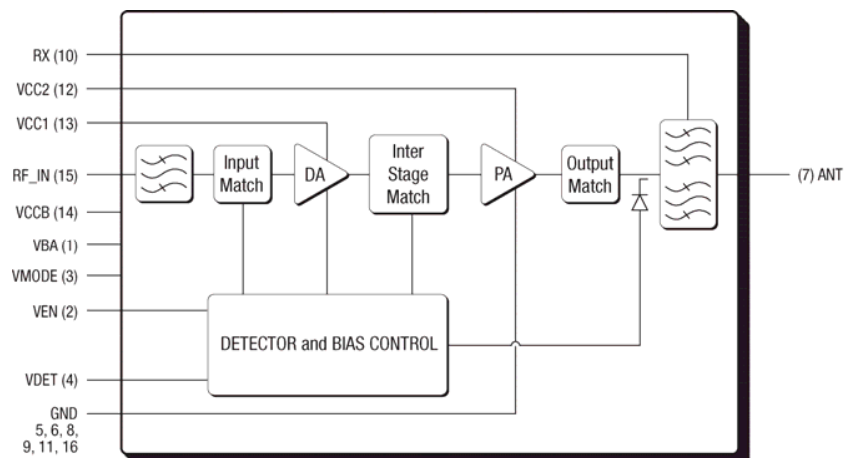 RX (10)
VCC2 (12)
VCC1 (13)
RF_IN (15)
VCCB (14)
VBA (1)
VMODE (3)
VEN (2)
VDET (4)
GND
5, 6, 8,
9, 11, 16
Input
Match
DA
Inter
Stage
Match
PA
Output
Match
(7) ANT
DETECTOR and BIAS CONTROL